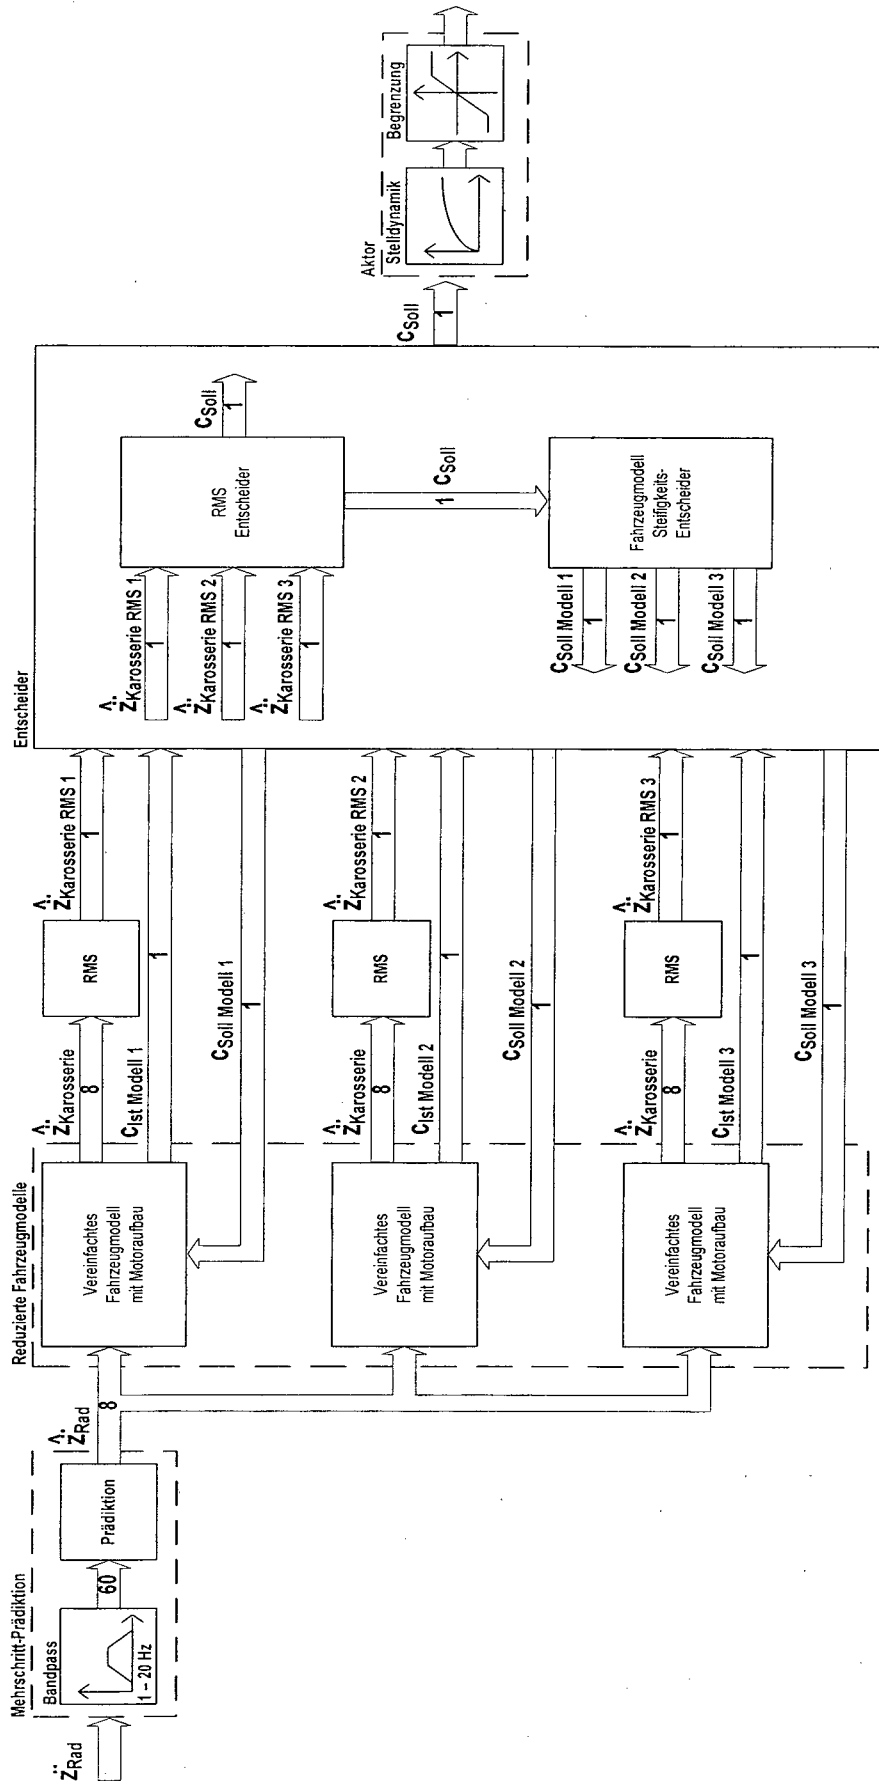 Z̈Rad
Mehrschritt-Prädiktion
Bandpass
1 – 20 Hz
60
Prädiktion
Z̈̂Rad
8
Reduzierte Fahrzeugmodelle
Vereinfachtes
Fahrzeugmodell
mit Motoraufbau
Z̈̂Karosserie
8
RMS
Z̈̂Karosserie RMS 1
1
CIst Modell 1
1
CSoll Modell 1
1
Vereinfachtes
Fahrzeugmodell
mit Motoraufbau
Z̈̂Karosserie
8
RMS
Z̈̂Karosserie RMS 2
1
CIst Modell 2
1
CSoll Modell 2
1
Vereinfachtes
Fahrzeugmodell
mit Motoraufbau
Z̈̂Karosserie
8
RMS
Z̈̂Karosserie RMS 3
1
CIst Modell 3
1
CSoll Modell 3
1
Entscheider
Z̈̂Karosserie RMS 1
1
Z̈̂Karosserie RMS 2
1
Z̈̂Karosserie RMS 3
1
RMS
Entscheider
CSoll
1
1 CSoll
Fahrzeugmodell
Steifigkeits-
Entscheider
CSoll Modell 1
1
CSoll Modell 2
1
CSoll Modell 3
1
CSoll
1
Aktor
Stelldynamik
Begrenzung